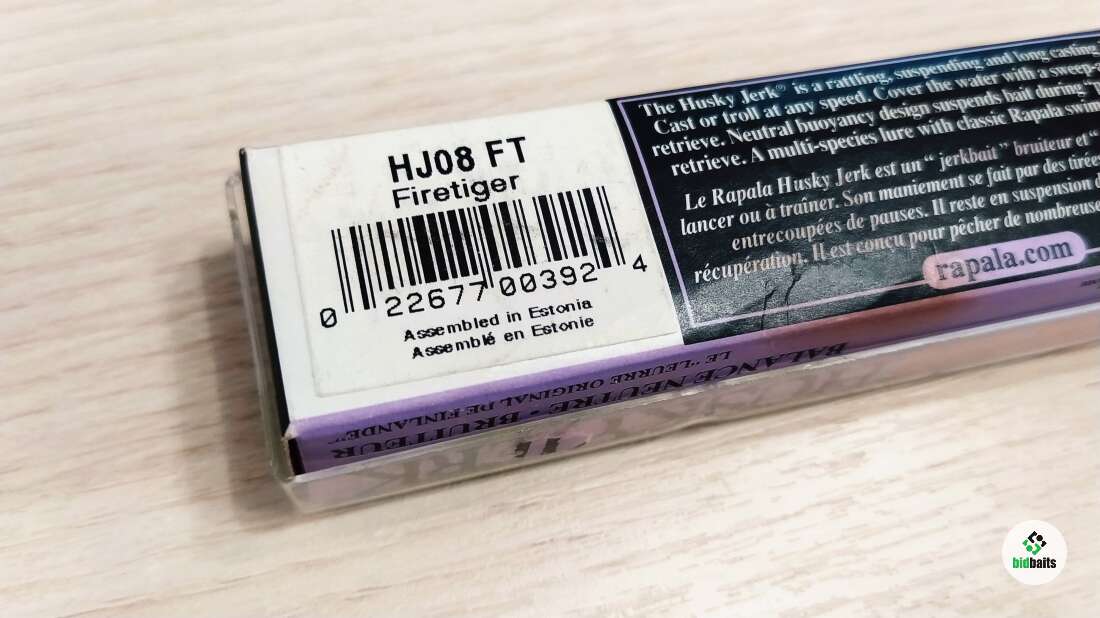 HJ08 FT
Firetiger
0 22677 00392 4
Assembled in Estonia
Assemblé en Estonie
The Husky Jerk® is a rattling, suspending and long casting
Cast or troll at any speed. Cover the water with a sweep-
retrieve. Neutral buoyancy design suspends bait during
retrieve. A multi-species lure with classic Rapala swim
Le Rapala Husky Jerk est un "jerkbait" bruiteur et "
lancer ou à traîner. Son maniement se fait par des tirées
entrecoupées de pauses. Il reste en suspension
récupération. Il est conçu pour pêcher de nombreuse
rapala.com
BALANCE NEUTRE • BRUITEUR
LE "LEURRE ORIGINAL DE FINLANDE"
bidbaits